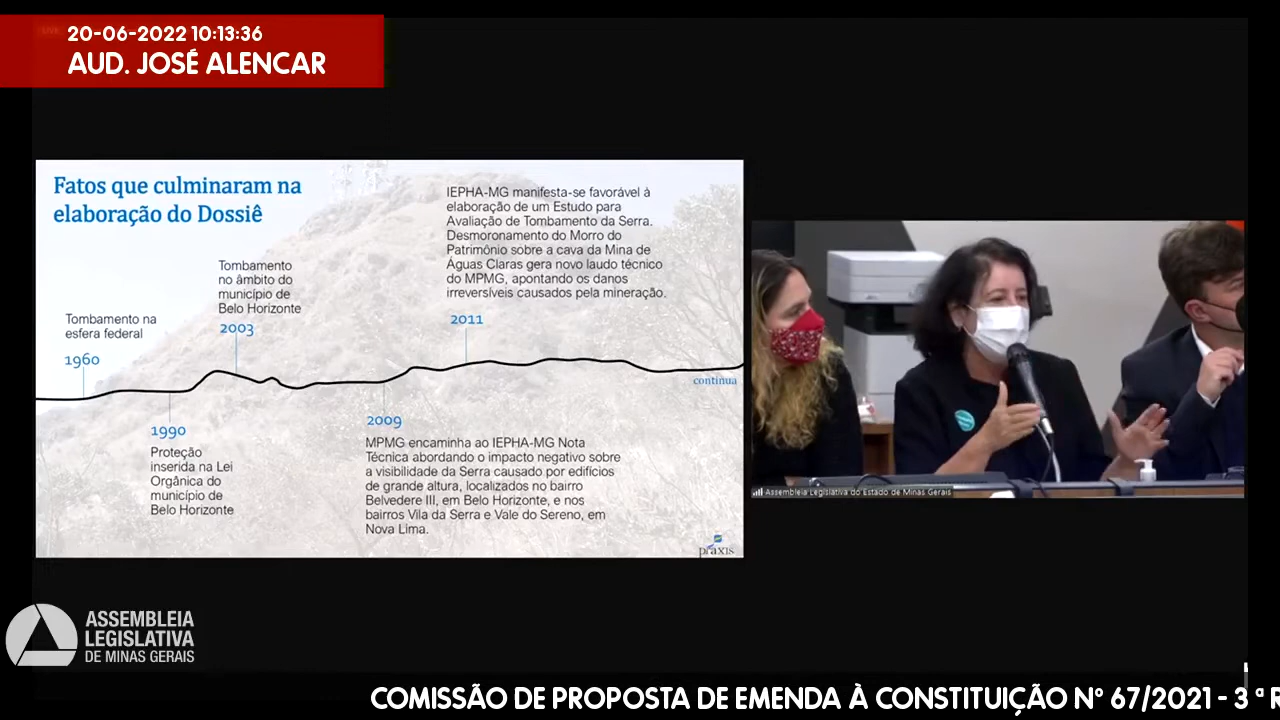 20-06-2022 10:13:36
AUD. JOSÉ ALENCAR
Fatos que culminaram na
elaboração do Dossiê
IEPHA-MG manifesta-se favorável à
elaboração de um Estudo para
Avaliação de Tombamento da Serra.
Desmoronamento do Morro do
Patrimônio sobre a cava da Mina de
Águas Claras gera novo laudo técnico
do MPMG, apontando os danos
irreversíveis causados pela mineração.
2011
Tombamento
no âmbito do
município de
Belo Horizonte
2003
Tombamento na
esfera federal
1960
continua
1990
Proteção
inserida na Lei
Orgânica do
município de
Belo Horizonte
2009
MPMG encaminha ao IEPHA-MG Nota
Técnica abordando o impacto negativo sobre
a visibilidade da Serra causado por edifícios
de grande altura, localizados no bairro
Belvedere III, em Belo Horizonte, e nos
bairros Vila da Serra e Vale do Sereno, em
Nova Lima.
praxis
Assembleia Legislativa do Estado de Minas Gerais
ASSEMBLEIA
LEGISLATIVA
DE MINAS GERAIS
COMISSÃO DE PROPOSTA DE EMENDA À CONSTITUIÇÃO Nº 67/2021 - 3 ª R